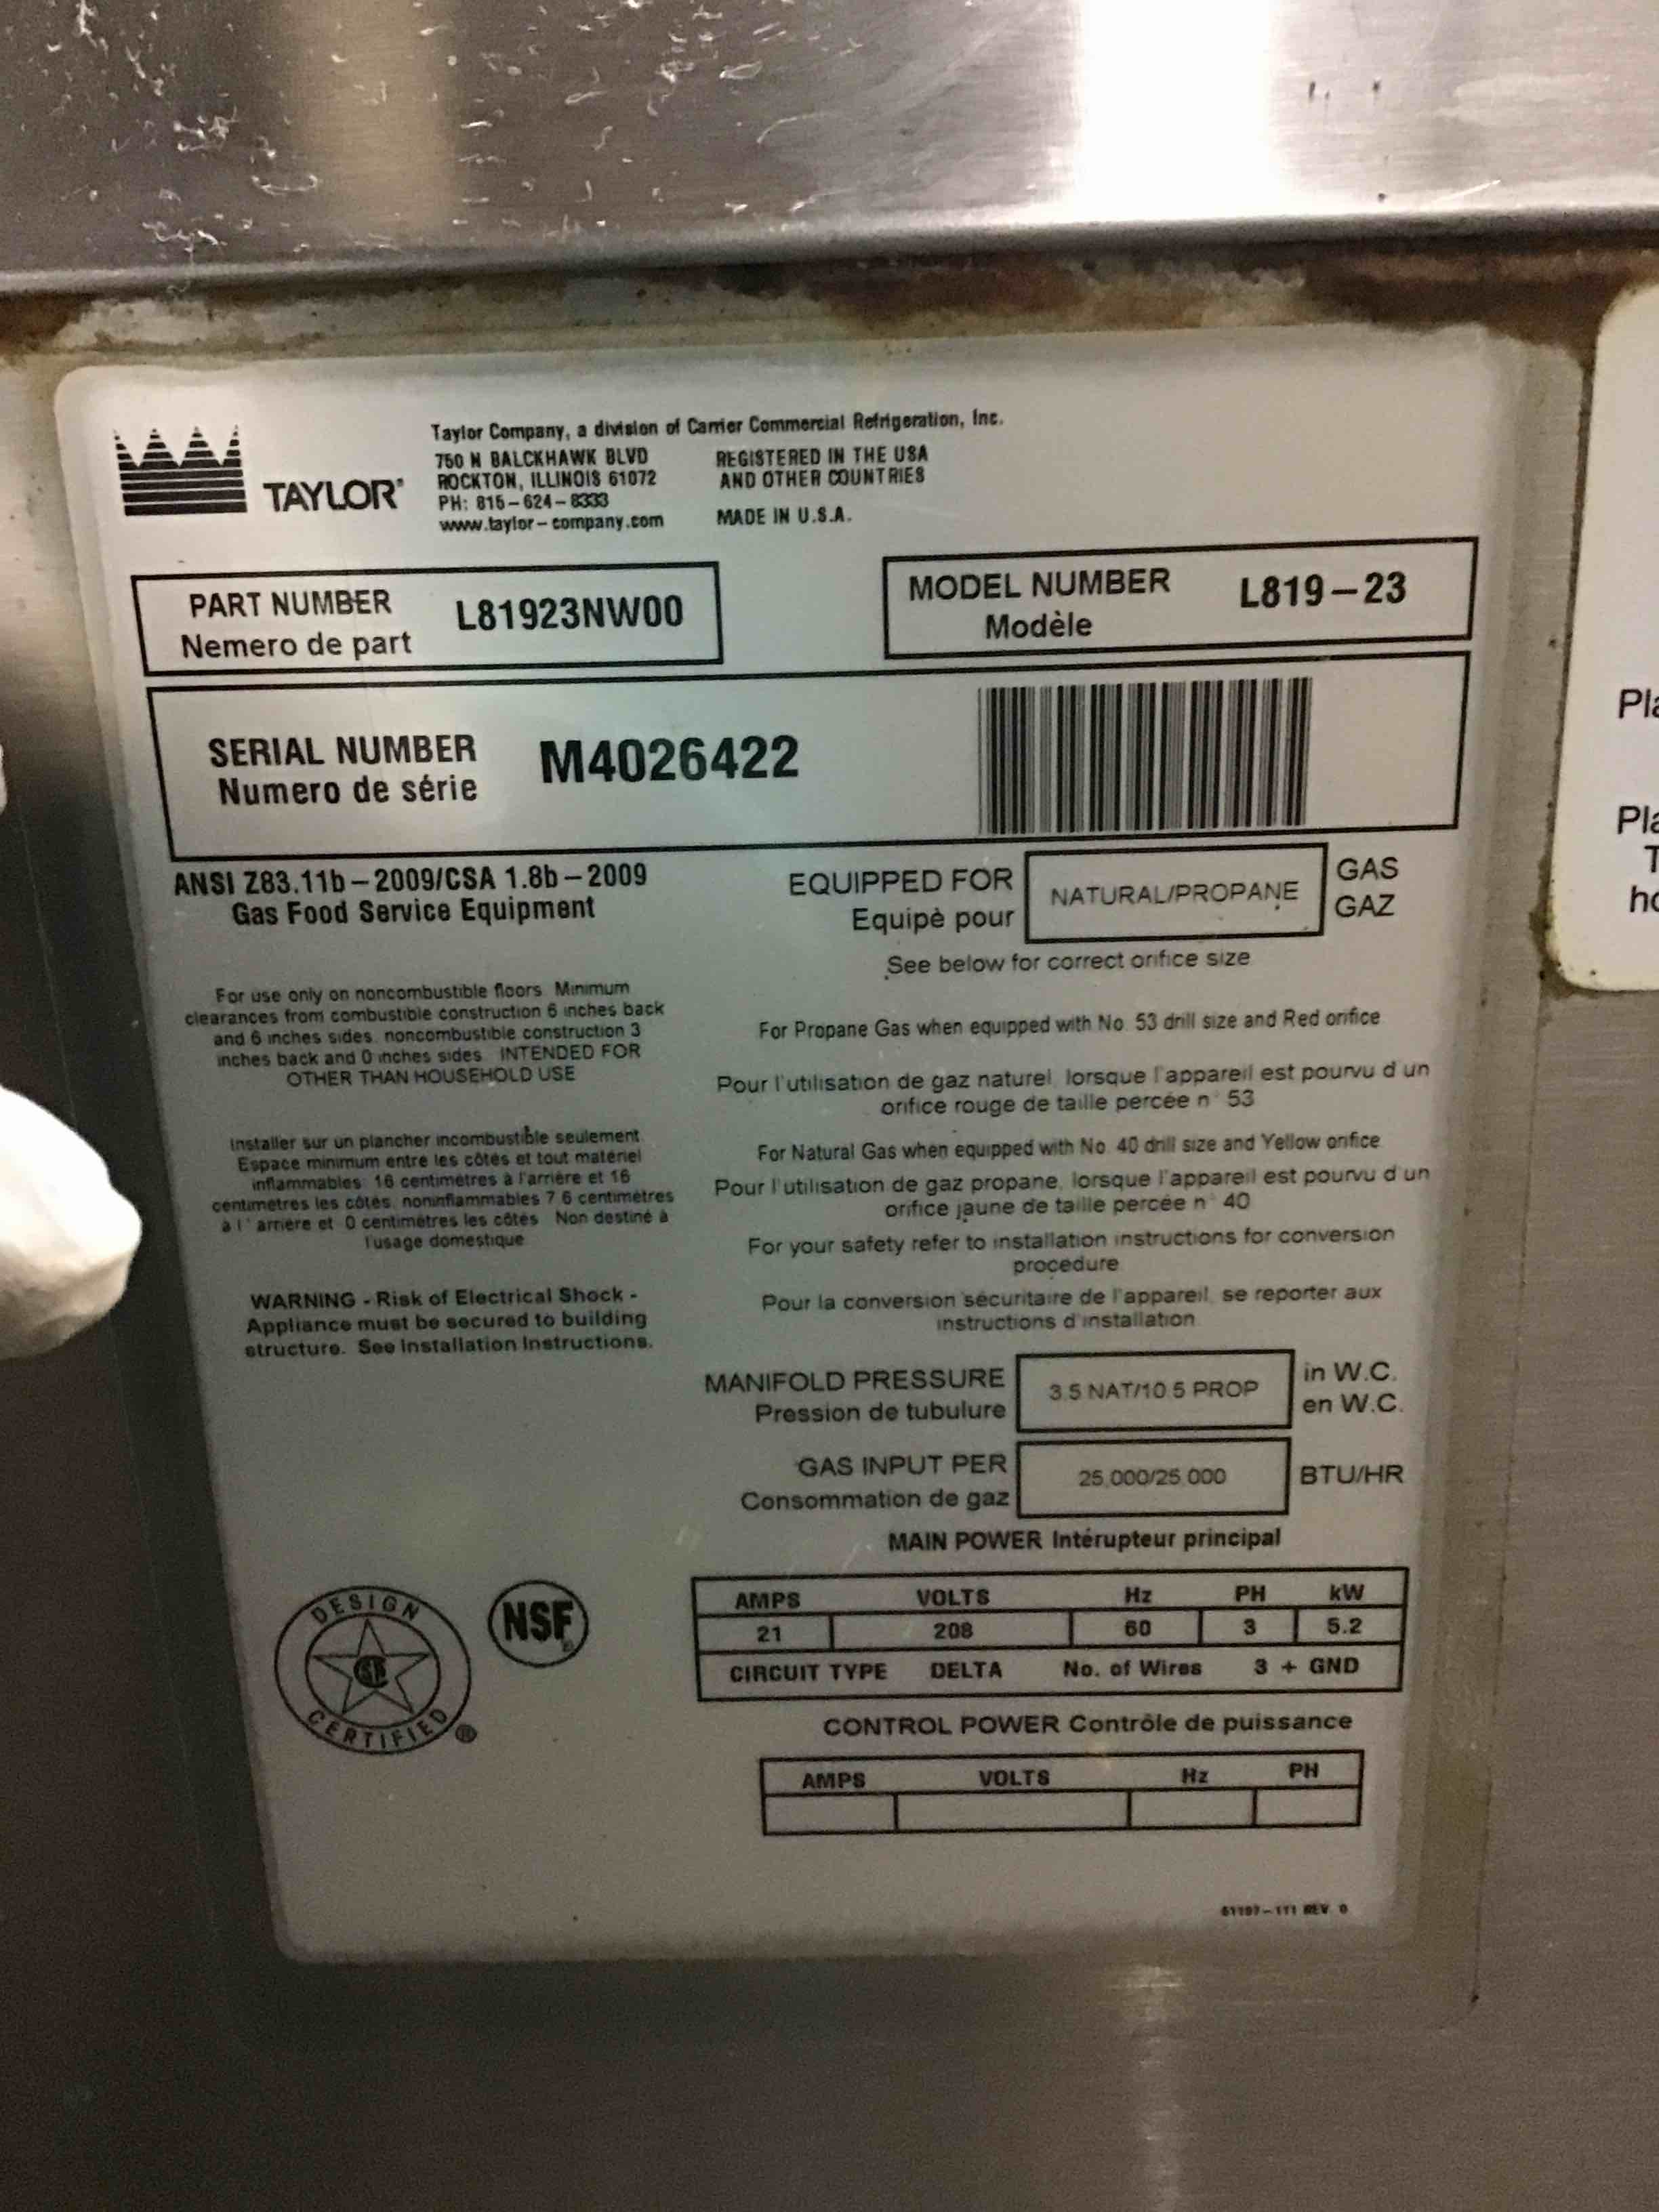 TAYLOR®
Taylor Company, a division of Carrier Commercial Refrigeration, Inc.
750 N BALCKHAWK BLVD
ROCKTON, ILLINOIS 61072
PH: 815-624-8333
www.taylor-company.com
REGISTERED IN THE USA
AND OTHER COUNTRIES
MADE IN U.S.A.
PART NUMBER L81923NW00
Nemero de part
MODEL NUMBER L819-23
Modèle
SERIAL NUMBER M4026422
Numero de série
ANSI Z83.11b-2009/CSA 1.8b-2009
Gas Food Service Equipment
For use only on noncombustible floors Minimum
clearances from combustible construction 6 inches back
and 6 inches sides, noncombustible construction 3
inches back and 0 inches sides. INTENDED FOR
OTHER THAN HOUSEHOLD USE
Installer sur un plancher incombustible seulement
Espace minimum entre les côtés et tout matériel
inflammables: 16 centimètres à l'arrière et 16
centimètres les côtés, noninflammables 7.6 centimètres
à l' arrière et 0 centimètres les côtés Non destiné à
l'usage domestique
WARNING - Risk of Electrical Shock -
Appliance must be secured to building
structure. See Installation Instructions.
DESIGN
CERTIFIED®
NSF®
EQUIPPED FOR NATURAL/PROPANE GAS
Equipè pour GAZ
See below for correct orifice size
For Propane Gas when equipped with No. 53 drill size and Red orifice
Pour l'utilisation de gaz naturel, lorsque l'appareil est pourvu d'un
orifice rouge de taille percée n° 53
For Natural Gas when equipped with No. 40 drill size and Yellow orifice
Pour l'utilisation de gaz propane, lorsque l'appareil est pourvu d'un
orifice jaune de taille percée n° 40
For your safety refer to installation instructions for conversion
procedure
Pour la conversion sécuritaire de l'appareil, se reporter aux
instructions d'installation.
MANIFOLD PRESSURE 3.5 NAT/10.5 PROP in W.C.
Pression de tubulure en W.C.
GAS INPUT PER 25,000/25,000 BTU/HR
Consommation de gaz
MAIN POWER Intérupteur principal
AMPS VOLTS Hz PH kW
21 208 60 3 5.2
CIRCUIT TYPE DELTA No. of Wires 3 + GND
CONTROL POWER Contrôle de puissance
AMPS VOLTS Hz PH
Pla
Pla
T
ho